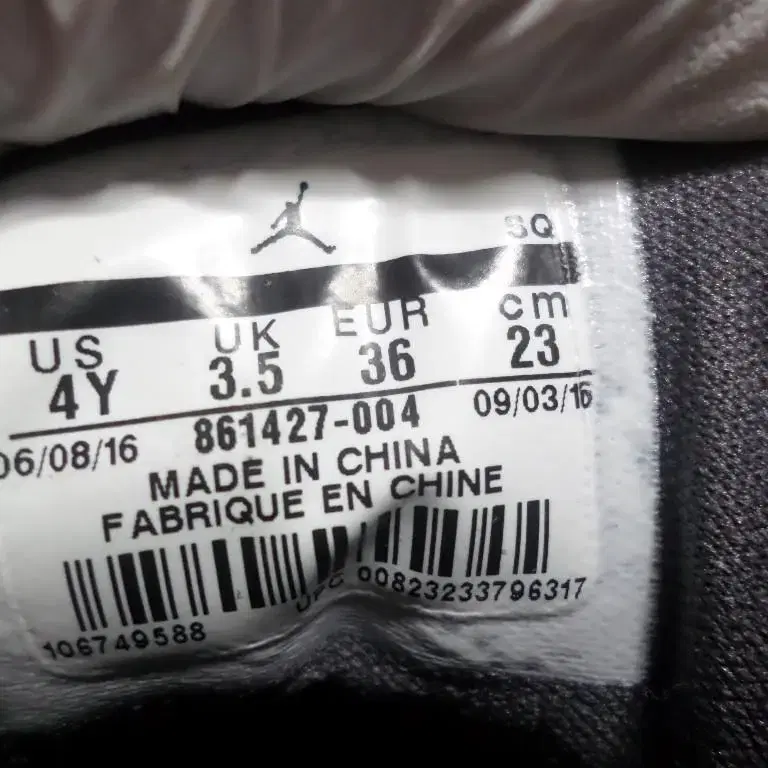 SQ
US UK EUR cm
4Y 3.5 36 23
06/08/16 861427-004 09/03/16
MADE IN CHINA
FABRIQUE EN CHINE
UPC 00823233796317
106749588